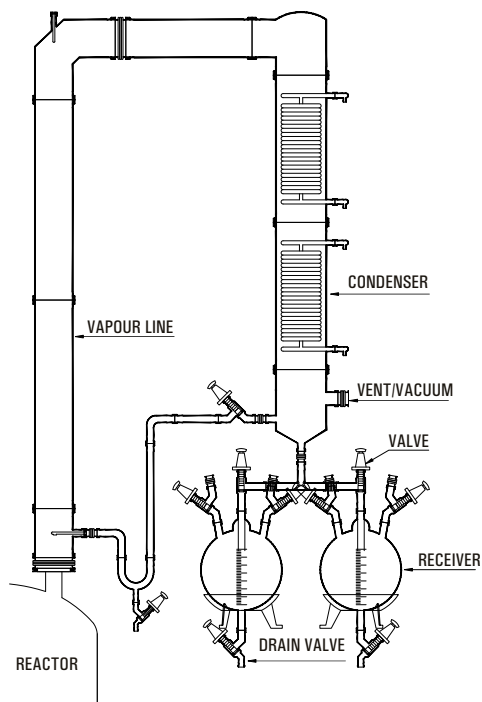 CONDENSER
VAPOUR LINE
VENT/VACUUM
VALVE
RECEIVER
DRAIN VALVE
REACTOR